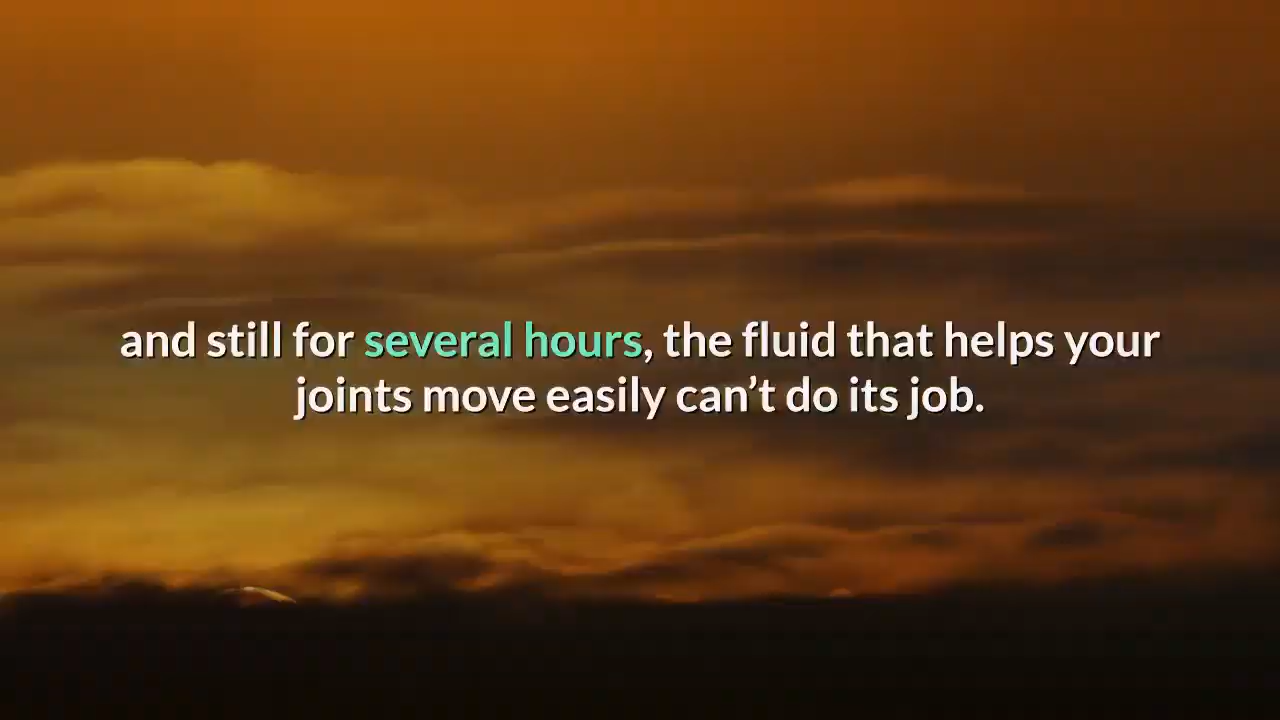 and still for several hours, the fluid that helps your
joints move easily can’t do its job.